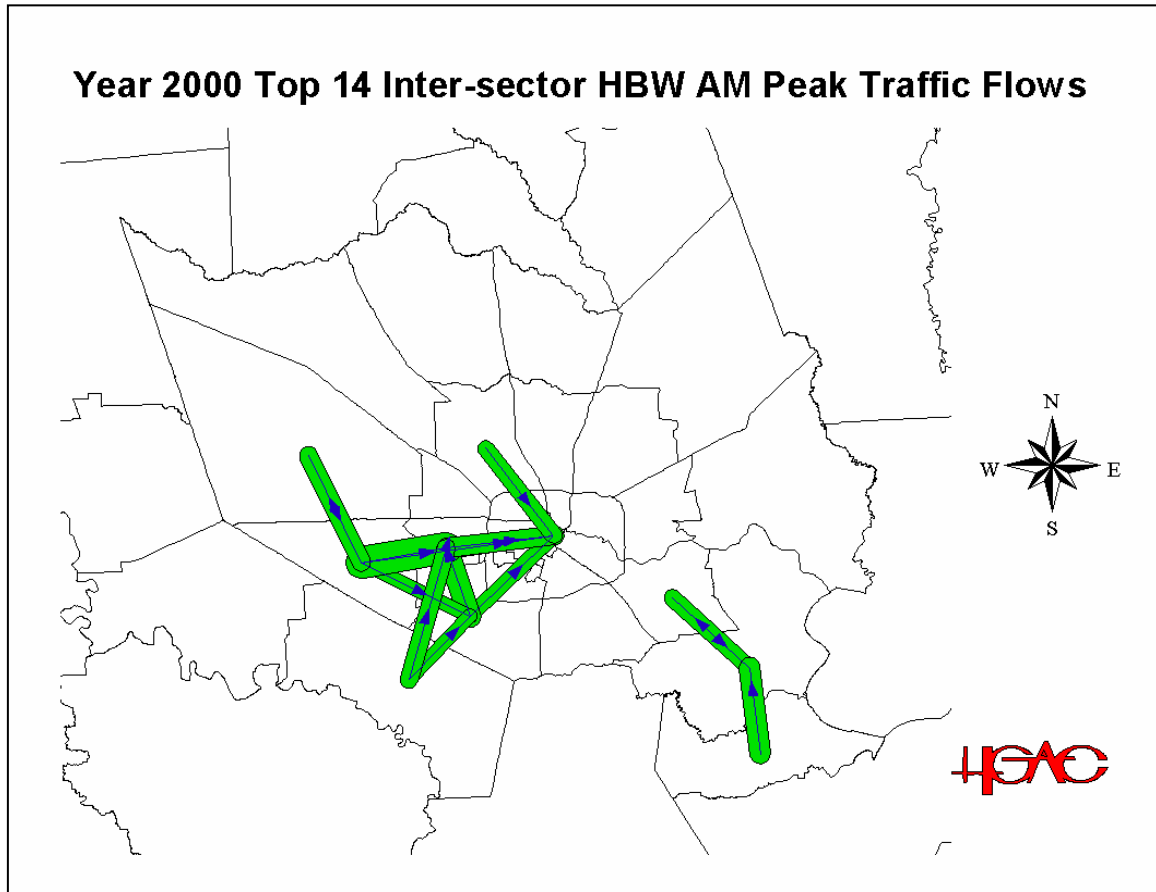 Year 2000 Top 14 Inter-sector HBW AM Peak Traffic Flows
N
W E
S
HGAC